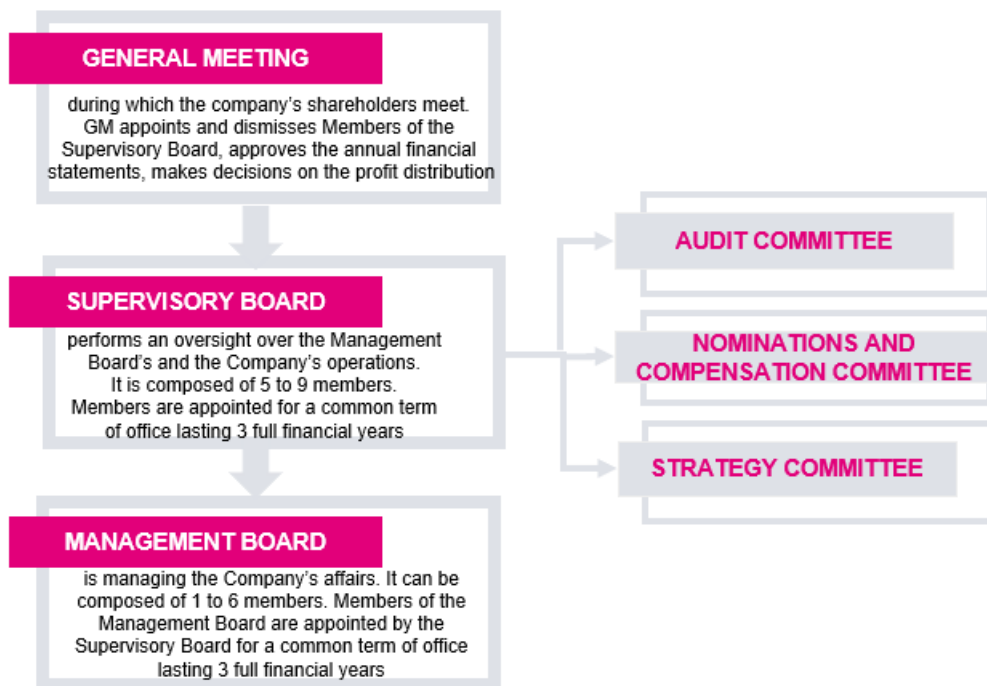 GENERAL MEETING
during which the company's shareholders meet.
GM appoints and dismisses Members of the
Supervisory Board, approves the annual financial
statements, makes decisions on the profit distribution
SUPERVISORY BOARD
performs an oversight over the Management
Board's and the Company's operations.
It is composed of 5 to 9 members.
Members are appointed for a common term
of office lasting 3 full financial years
AUDIT COMMITTEE
NOMINATIONS AND
COMPENSATION COMMITTEE
STRATEGY COMMITTEE
MANAGEMENT BOARD
is managing the Company's affairs. It can be
composed of 1 to 6 members. Members of the
Management Board are appointed by the
Supervisory Board for a common term of office
lasting 3 full financial years